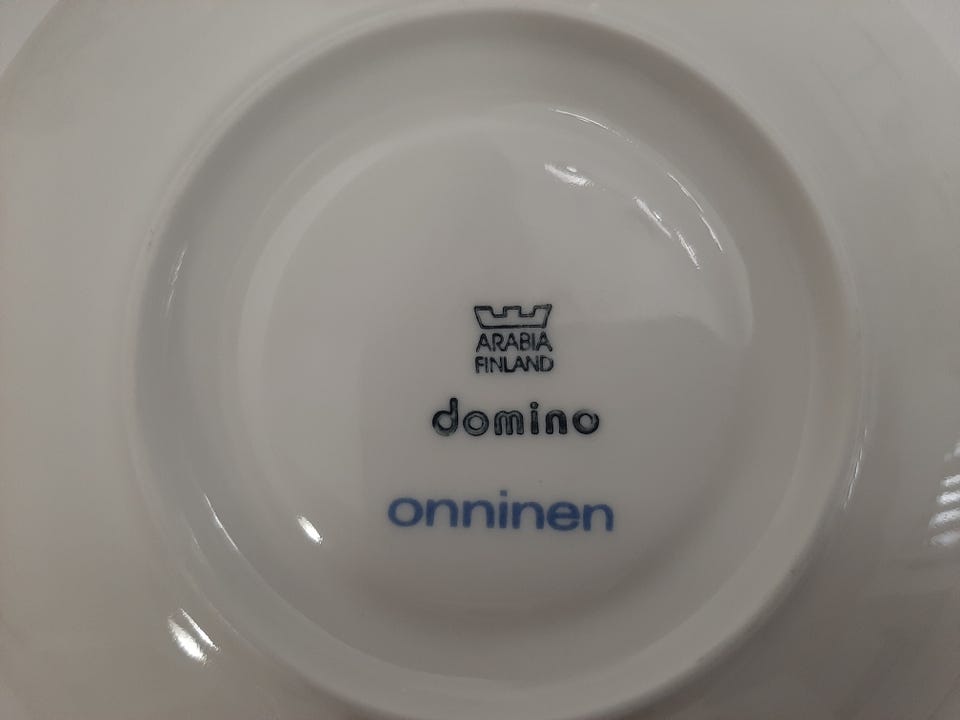 ARABIA
FINLAND
domino
onninen